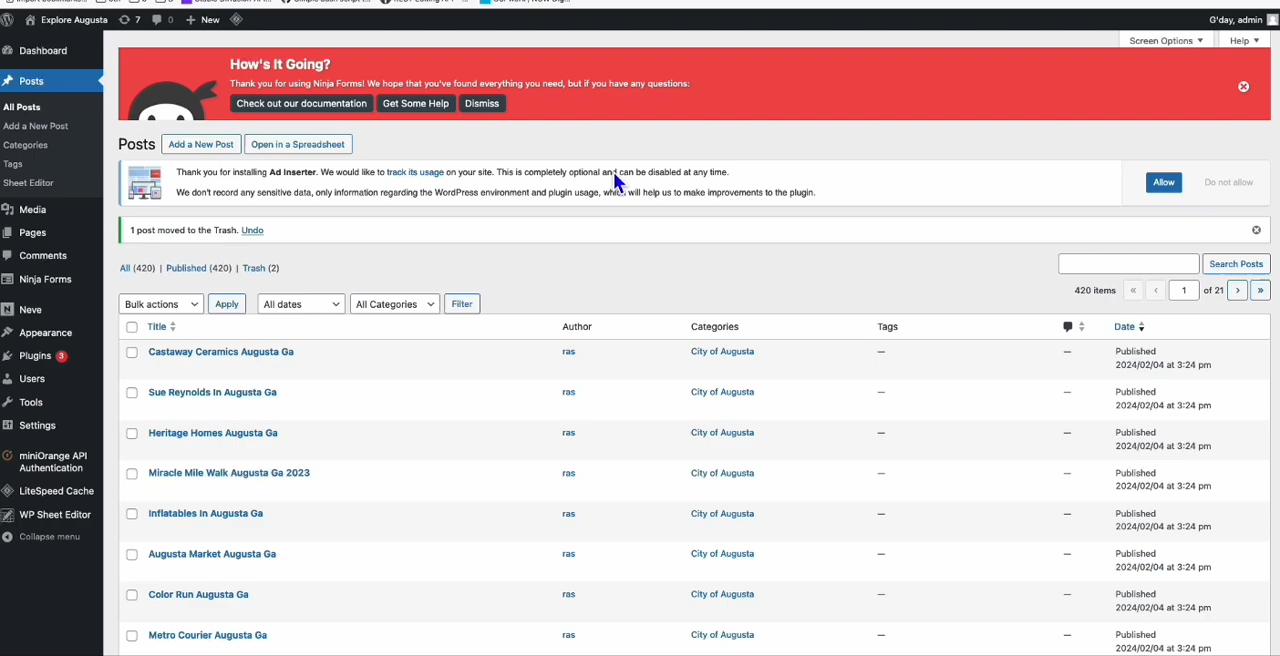 Explore Augusta 7 0 + New G'day, admin
Screen Options Help
Dashboard
Posts
All Posts
Add a New Post
Categories
Tags
Sheet Editor
Media
Pages
Comments
Ninja Forms
Neve
Appearance
Plugins 3
Users
Tools
Settings
miniOrange API
Authentication
LiteSpeed Cache
WP Sheet Editor
Collapse menu
How's It Going?
Thank you for using Ninja Forms! We hope that you've found everything you need, but if you have any questions:
Check out our documentation Get Some Help Dismiss
Posts Add a New Post Open in a Spreadsheet
Thank you for installing Ad Inserter. We would like to track its usage on your site. This is completely optional and can be disabled at any time.
We don't record any sensitive data, only information regarding the WordPress environment and plugin usage, which will help us to make improvements to the plugin.
Allow Do not allow
1 post moved to the Trash. Undo
All (420) | Published (420) | Trash (2)
Search Posts
420 items « ‹ 1 of 21 › »
Bulk actions Apply All dates All Categories Filter
Title Author Categories Tags Date
Castaway Ceramics Augusta Ga ras City of Augusta — — Published
2024/02/04 at 3:24 pm
Sue Reynolds In Augusta Ga ras City of Augusta — — Published
2024/02/04 at 3:24 pm
Heritage Homes Augusta Ga ras City of Augusta — — Published
2024/02/04 at 3:24 pm
Miracle Mile Walk Augusta Ga 2023 ras City of Augusta — — Published
2024/02/04 at 3:24 pm
Inflatables In Augusta Ga ras City of Augusta — — Published
2024/02/04 at 3:24 pm
Augusta Market Augusta Ga ras City of Augusta — — Published
2024/02/04 at 3:24 pm
Color Run Augusta Ga ras City of Augusta — — Published
2024/02/04 at 3:24 pm
Metro Courier Augusta Ga ras City of Augusta — — Published
2024/02/04 at 3:24 pm